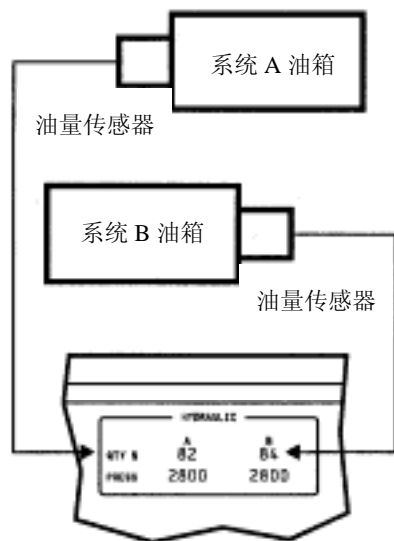 系统 A 油箱
油量传感器
系统 B 油箱
油量传感器
HYDRAULIC
A B
QTY % 82 84
PRESS 2800 2800